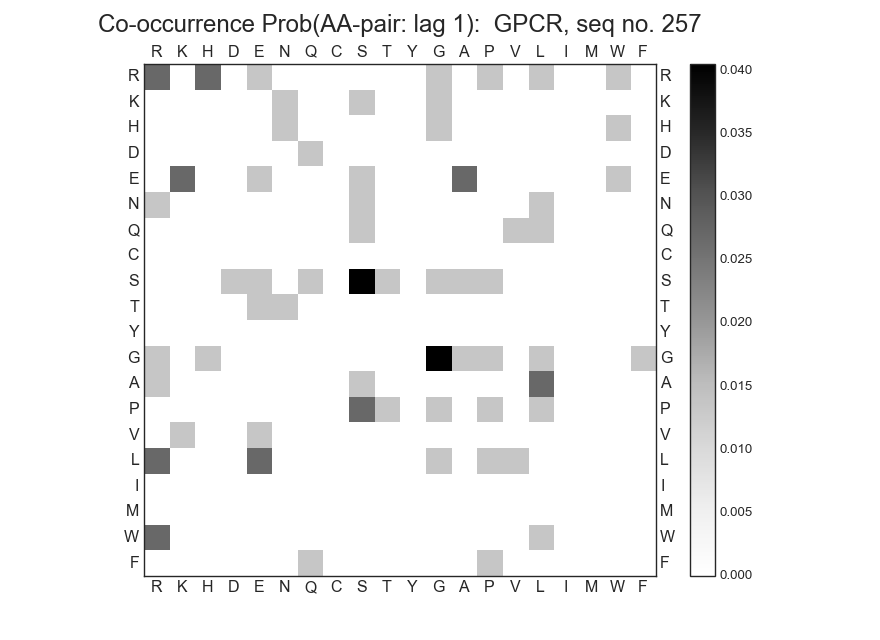 Co-occurrence Prob(AA-pair: lag 1):  GPCR, seq no. 257
R K H D E N Q C S T Y G A P V L I M W F
R R 0.040
K K
H H 0.035
D D
E E 0.030
N N
Q Q 0.025
C C
S S
T T 0.020
Y Y
G G
A A 0.015
P P
V V 0.010
L L
I I 0.005
M M
W W
F F 0.000
R K H D E N Q C S T Y G A P V L I M W F